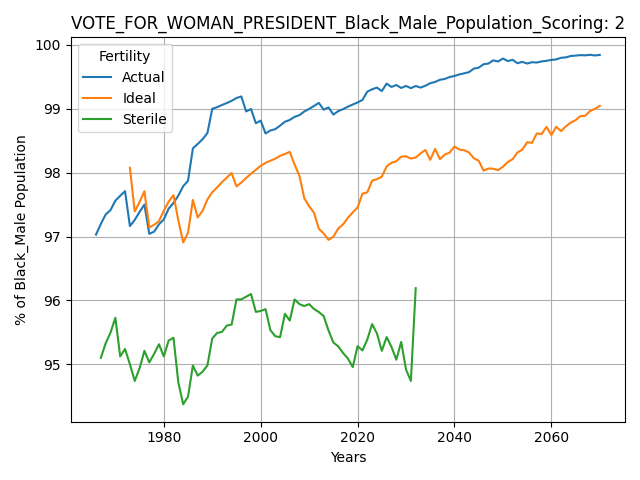 VOTE_FOR_WOMAN_PRESIDENT_Black_Male_Population_Scoring: 2
Fertility
Actual
Ideal
Sterile
% of Black_Male Population
100
99
98
97
96
95
1980
2000
2020
2040
2060
Years